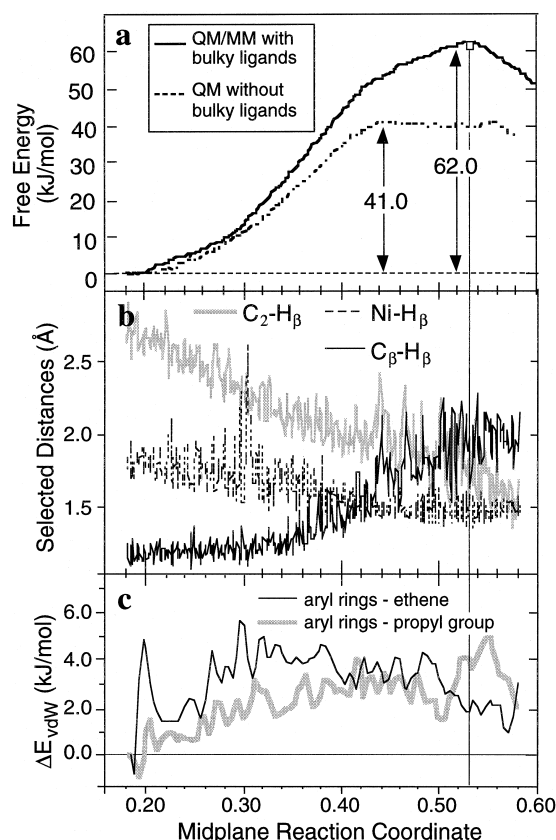 a
QM/MM with
bulky ligands
QM without
bulky ligands
Free Energy
(kJ/mol)
60
50
40
30
20
10
0
62.0
41.0
b
C₂-Hβ
Ni-Hβ
Cβ-Hβ
Selected Distances (Å)
2.5
2.0
1.5
c
aryl rings - ethene
aryl rings - propyl group
ΔEvdW (kJ/mol)
6.0
4.0
2.0
0.0
0.20 0.30 0.40 0.50 0.60
Midplane Reaction Coordinate